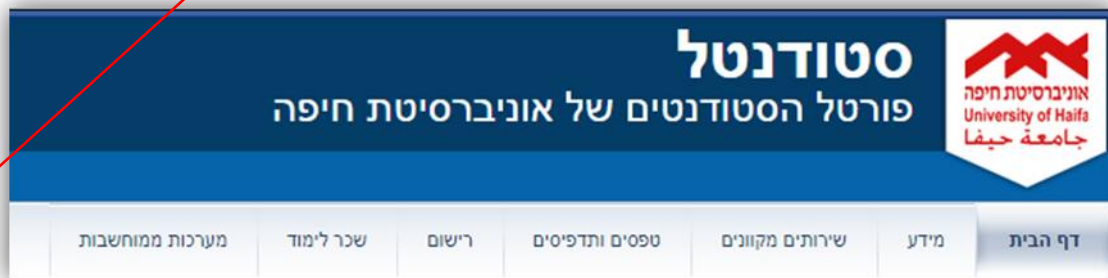 סטודנטל
פורטל הסטודנטים של אוניברסיטת חיפה
אוניברסיטת חיפה
University of Haifa
جامعة حيفا
דף הבית מידע שירותים מקוונים טפסים ותדפיסים רישום שכר לימוד מערכות ממוחשבות